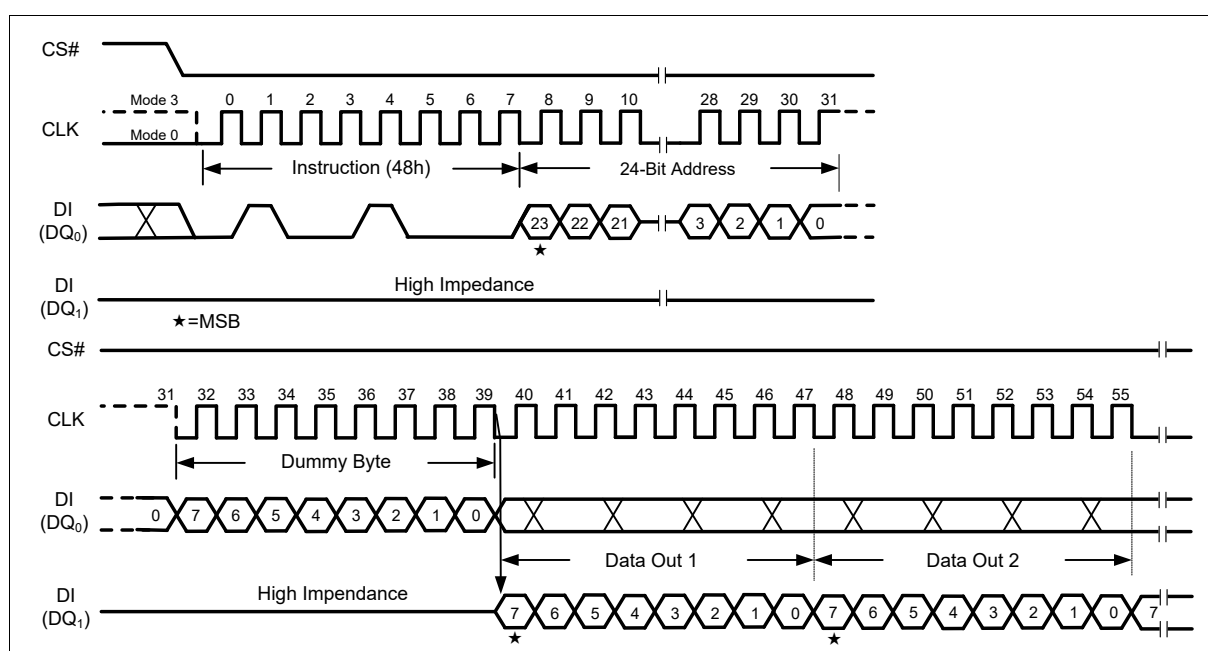 CS#
Mode 3 0 1 2 3 4 5 6 7 8 9 10 28 29 30 31
CLK
Mode 0
Instruction (48h) 24-Bit Address
DI
(DQ0) 23 22 21 3 2 1 0
★
High Impedance
DI
(DQ1)
★=MSB
CS#
31 32 33 34 35 36 37 38 39 40 41 42 43 44 45 46 47 48 49 50 51 52 53 54 55
CLK
Dummy Byte
DI
(DQ0) 0 7 6 5 4 3 2 1 0
Data Out 1 Data Out 2
High Impendance
DI
(DQ1) 7 6 5 4 3 2 1 0 7 6 5 4 3 2 1 0 7
★ ★